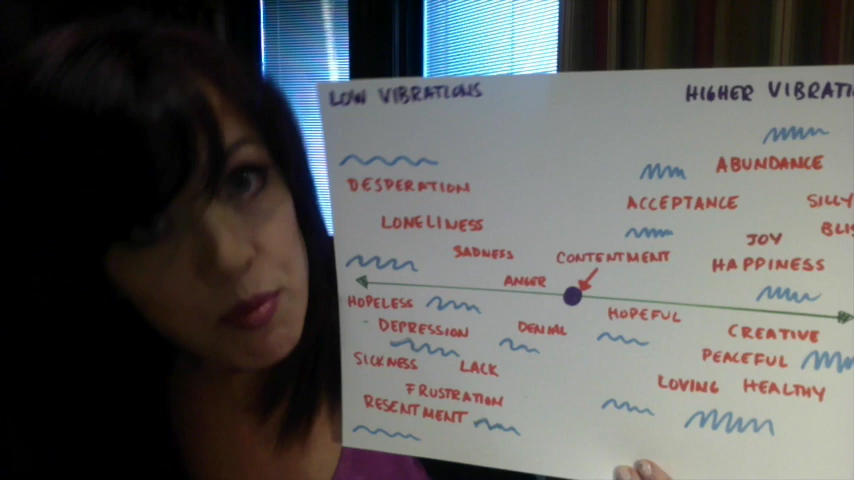 LOW VIBRATIONS
HIGHER VIBRATI
ABUNDANCE
DESPERATION
ACCEPTANCE
SILLY
LONELINESS
JOY
BLIS
SADNESS
CONTENTMENT
HAPPINESS
ANGER
HOPELESS
HOPEFUL
DEPRESSION
DENIAL
CREATIVE
SICKNESS
LACK
PEACEFUL
FRUSTRATION
LOVING HEALTHY
RESENTMENT